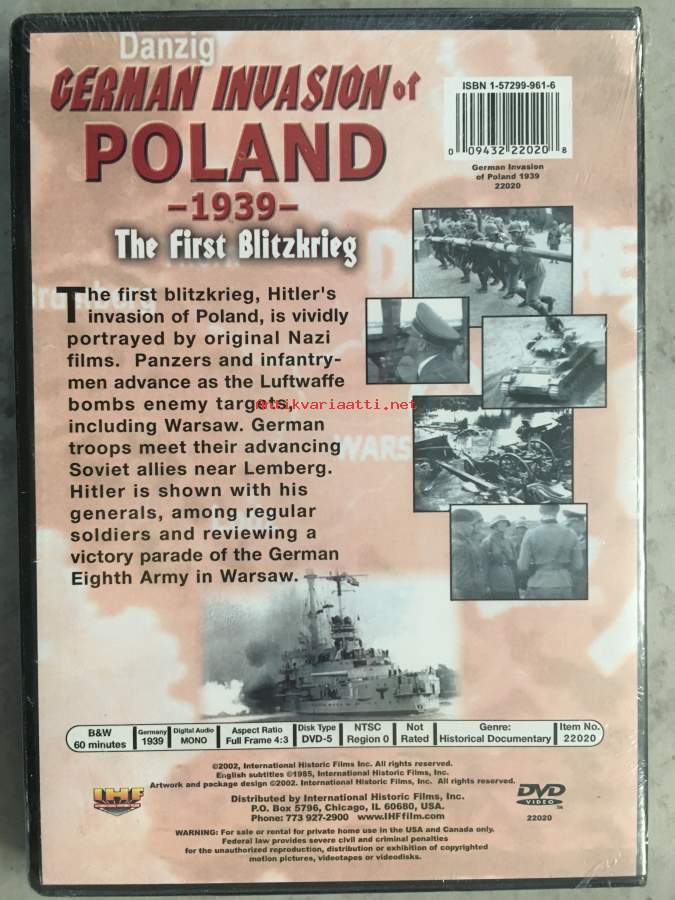 Danzig
GERMAN INVASION of
POLAND
–1939–
The First Blitzkrieg
ISBN 1-57299-961-6
0 09432 22020 8
German Invasion
of Poland 1939
22020
The first blitzkrieg, Hitler's
invasion of Poland, is vividly
portrayed by original Nazi
films. Panzers and infantry-
men advance as the Luftwaffe
bombs enemy targets,
including Warsaw. German
troops meet their advancing
Soviet allies near Lemberg.
Hitler is shown with his
generals, among regular
soldiers and reviewing a
victory parade of the German
Eighth Army in Warsaw.
antikvariaatti.net
WARS
B&W
60 minutes
Germany
1939
Digital Audio
MONO
Aspect Ratio
Full Frame 4:3
Disk Type
DVD-5
NTSC
Region 0
Not
Rated
Genre:
Historical Documentary
Item No.
22020
©2002, International Historic Films Inc. All rights reserved.
English subtitles ©1985, International Historic Films, Inc.
Artwork and package design ©2002. International Historic Films, Inc. All rights reserved.
Distributed by International Historic Films, Inc.
P.O. Box 5796, Chicago, IL 60680, USA.
Phone: 773 927-2900 www.IHFfilm.com
IHF
DVD
VIDEO
TM
22020
WARNING: For sale or rental for private home use in the USA and Canada only.
Federal law provides severe civil and criminal penalties
for the unauthorized reproduction, distribution or exhibition of copyrighted
motion pictures, videotapes or videodisks.